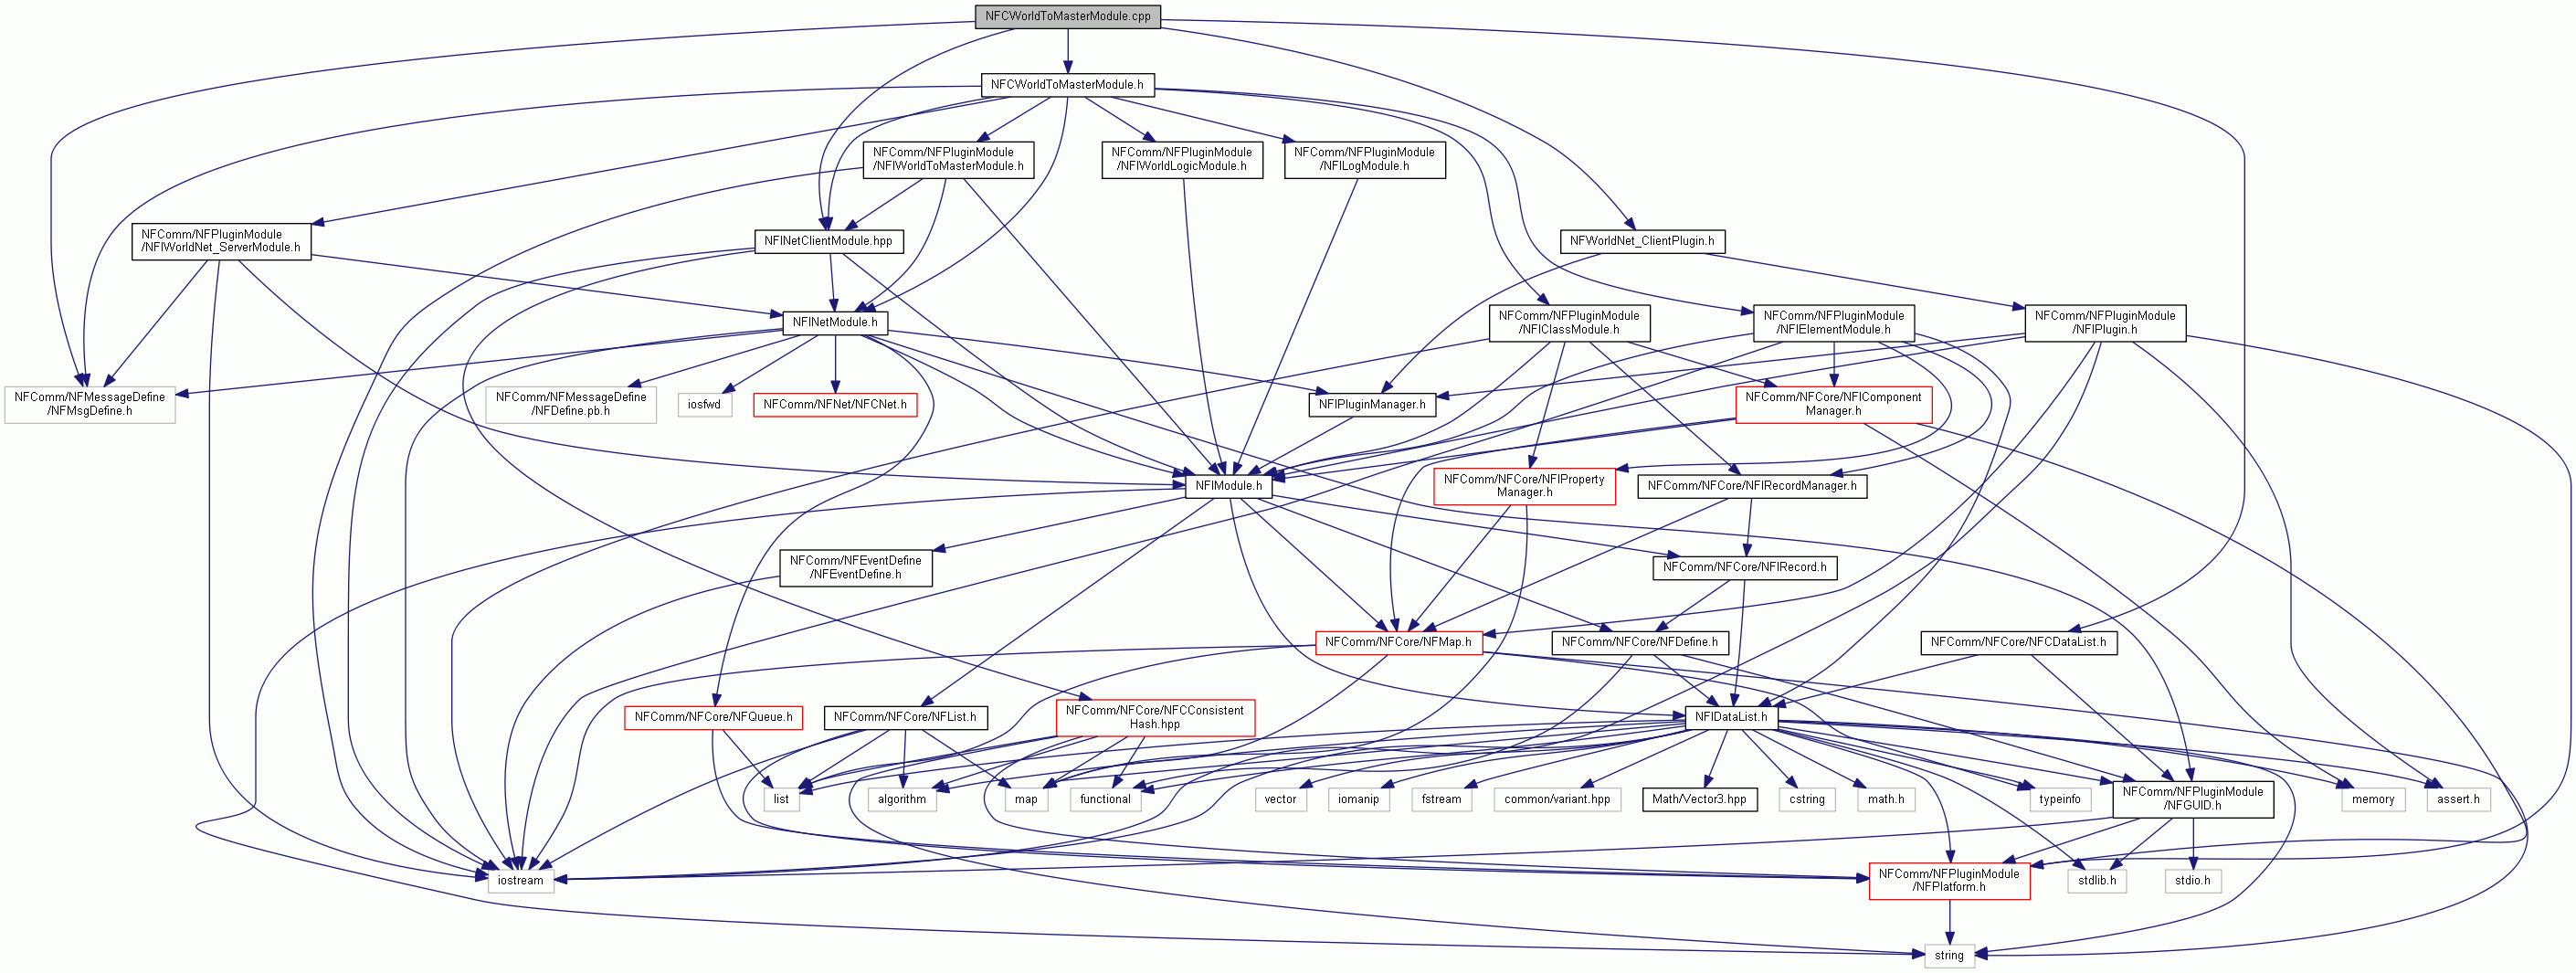 NFCWorldToMasterModule.cpp
NFCWorldToMasterModule.h
NFComm/NFPluginModule
/NFIWorldToMasterModule.h
NFComm/NFPluginModule
/NFIWorldLogicModule.h
NFComm/NFPluginModule
/NFILogModule.h
NFComm/NFPluginModule
/NFIWorldNet_ServerModule.h
NFINetClientModule.hpp
NFWorldNet_ClientPlugin.h
NFINetModule.h
NFComm/NFPluginModule
/NFIClassModule.h
NFComm/NFPluginModule
/NFIElementModule.h
NFComm/NFPluginModule
/NFIPlugin.h
NFComm/NFMessageDefine
/NFMsgDefine.h
NFComm/NFMessageDefine
/NFDefine.pb.h
iosfwd
NFComm/NFNet/NFCNet.h
NFIPluginManager.h
NFComm/NFCore/NFIComponent
Manager.h
NFIModule.h
NFComm/NFCore/NFIProperty
Manager.h
NFComm/NFCore/NFIRecordManager.h
NFComm/NFEventDefine
/NFEventDefine.h
NFComm/NFCore/NFIRecord.h
NFComm/NFCore/NFMap.h
NFComm/NFCore/NFDefine.h
NFComm/NFCore/NFCDataList.h
NFComm/NFCore/NFQueue.h
NFComm/NFCore/NFList.h
NFComm/NFCore/NFCConsistent
Hash.hpp
NFIDataList.h
list
algorithm
map
functional
vector
iomanip
fstream
common/variant.hpp
Math/Vector3.hpp
cstring
math.h
typeinfo
NFComm/NFPluginModule
/NFGUID.h
memory
assert.h
iostream
NFComm/NFPluginModule
/NFPlatform.h
stdlib.h
stdio.h
string